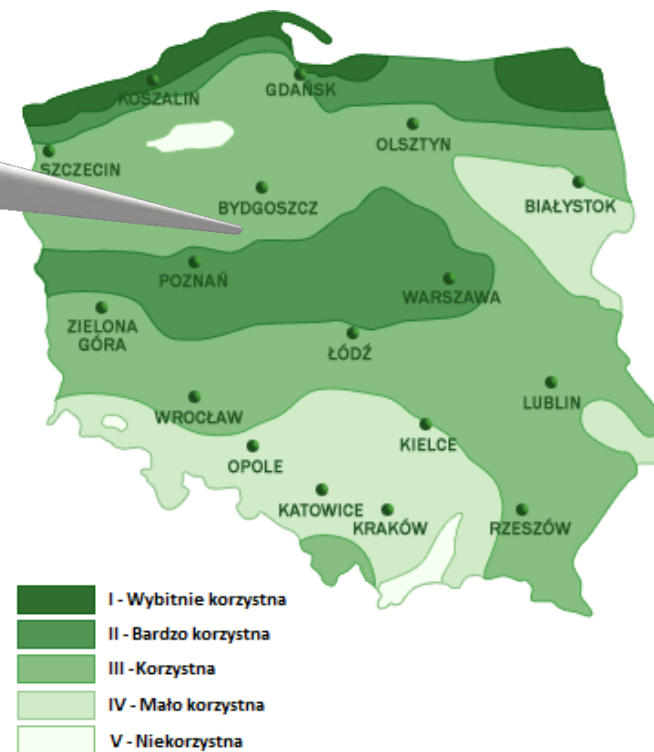 KOSZALIN
GDAŃSK
OLSZTYN
SZCZECIN
BYDGOSZCZ
BIAŁYSTOK
POZNAŃ
WARSZAWA
ZIELONA
GÓRA
ŁÓDŹ
LUBLIN
WROCŁAW
KIELCE
OPOLE
KATOWICE
KRAKÓW
RZESZÓW
I - Wybitnie korzystna
II - Bardzo korzystna
III -Korzystna
IV - Mało korzystna
V - Niekorzystna